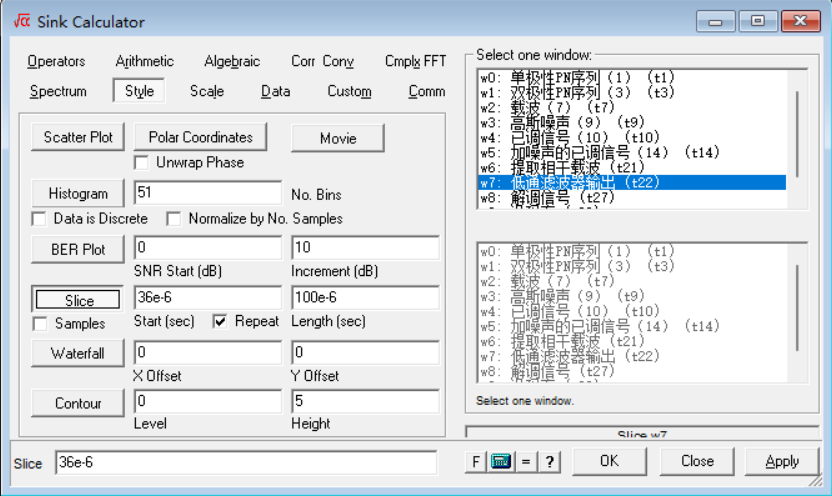 √α Sink Calculator
Operators Arithmetic Algebraic Corr Conv Cmplx FFT
Spectrum Style Scale Data Custom Comm
Scatter Plot Polar Coordinates Movie
Unwrap Phase
Histogram 51 No. Bins
Data is Discrete Normalize by No. Samples
BER Plot 0 10
SNR Start (dB) Increment (dB)
Slice 36e-6 100e-6
Samples Start (sec) Repeat Length (sec)
Waterfall 0 0
X Offset Y Offset
Contour 0 5
Level Height
Select one window:
w0: 单极性PN序列 (1) (t1)
w1: 双极性PN序列 (3) (t3)
w2: 载波 (7) (t7)
w3: 高斯噪声 (9) (t9)
w4: 已调信号 (10) (t10)
w5: 加噪声的已调信号 (14) (t14)
w6: 提取相干载波 (t21)
w7: 低通滤波器输出 (t22)
w8: 解调信号 (t27)
w0: 单极性PN序列 (1) (t1)
w1: 双极性PN序列 (3) (t3)
w2: 载波 (7) (t7)
w3: 高斯噪声 (9) (t9)
w4: 已调信号 (10) (t10)
w5: 加噪声的已调信号 (14) (t14)
w6: 提取相干载波 (t21)
w7: 低通滤波器输出 (t22)
w8: 解调信号 (t27)
Select one window.
Slice w7
Slice 36e-6 F = ? OK Close Apply